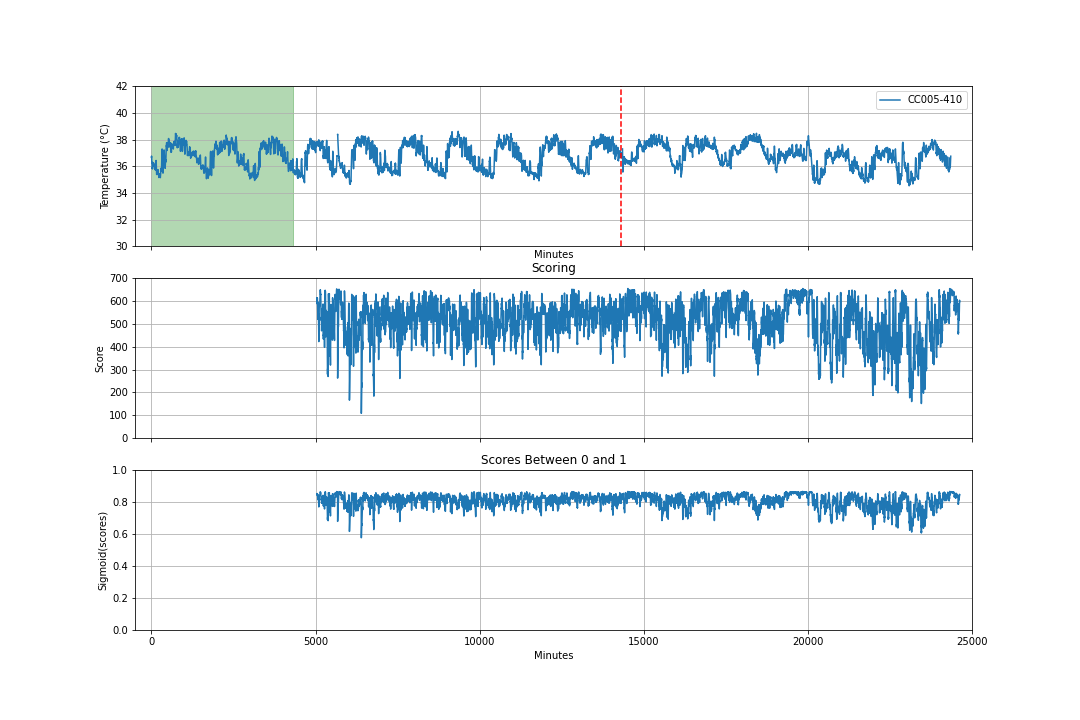 42
40
38
36
34
32
30
Temperature (°C)
CC005-410
Minutes
Scoring
700
600
500
400
300
200
100
0
Score
Scores Between 0 and 1
1.0
0.8
0.6
0.4
0.2
0.0
Sigmoid(scores)
0 5000 10000 15000 20000 25000
Minutes